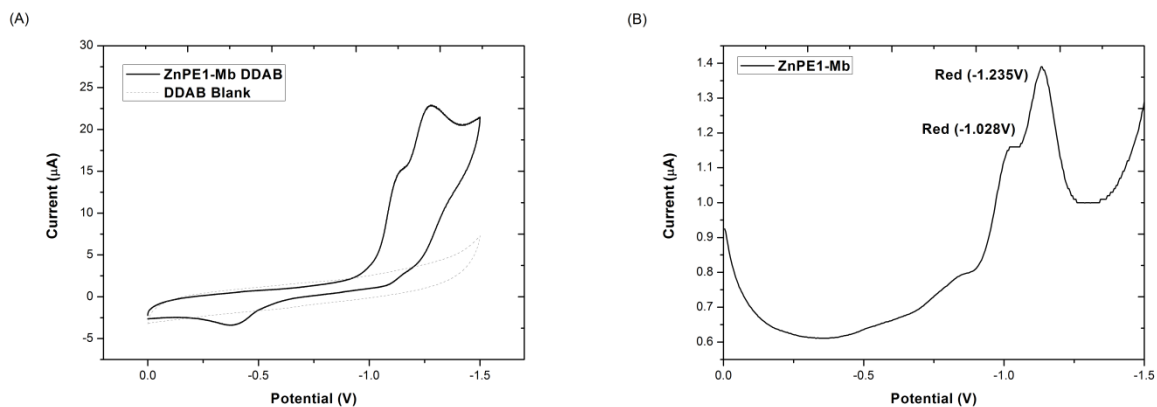 (A)
30
25
20
15
10
5
0
-5
Current (μA)
ZnPE1-Mb DDAB
DDAB Blank
0.0 -0.5 -1.0 -1.5
Potential (V)
(B)
1.4
1.3
1.2
1.1
1.0
0.9
0.8
0.7
0.6
Current (μA)
ZnPE1-Mb
Red (-1.235V)
Red (-1.028V)
0.0 -0.5 -1.0 -1.5
Potential (V)